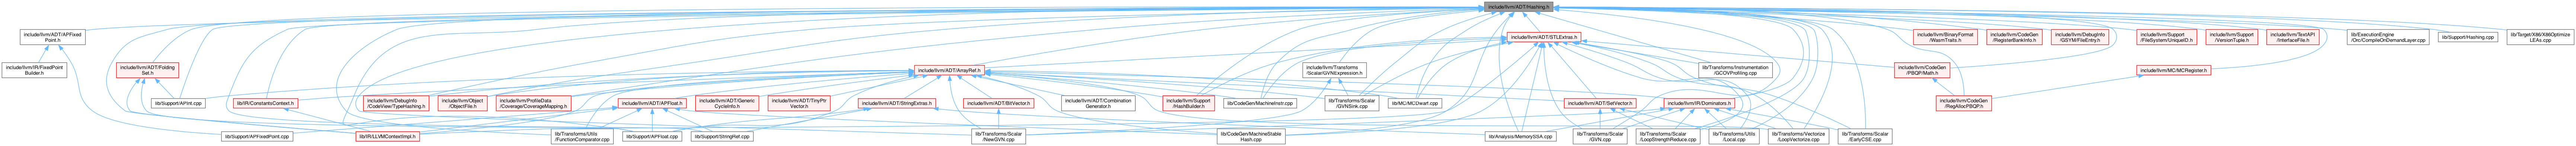 include/llvm/ADT/Hashing.h
include/llvm/ADT/APFixed
Point.h
include/llvm/ADT/STLExtras.h
include/llvm/BinaryFormat
/WasmTraits.h
include/llvm/CodeGen
/RegisterBankInfo.h
include/llvm/DebugInfo
/GSYM/FileEntry.h
include/llvm/Support
/FileSystem/UniqueID.h
include/llvm/Support
/VersionTuple.h
include/llvm/TextAPI
/InterfaceFile.h
lib/ExecutionEngine
/Orc/CompileOnDemandLayer.cpp
lib/Support/Hashing.cpp
lib/Target/X86/X86Optimize
LEAs.cpp
include/llvm/IR/FixedPoint
Builder.h
include/llvm/ADT/Folding
Set.h
include/llvm/ADT/ArrayRef.h
include/llvm/Transforms
/Scalar/GVNExpression.h
lib/Transforms/Instrumentation
/GCOVProfiling.cpp
include/llvm/CodeGen
/PBQP/Math.h
include/llvm/MC/MCRegister.h
lib/Support/APInt.cpp
lib/IR/ConstantsContext.h
include/llvm/DebugInfo
/CodeView/TypeHashing.h
include/llvm/Object
/ObjectFile.h
include/llvm/ProfileData
/Coverage/CoverageMapping.h
include/llvm/ADT/APFloat.h
include/llvm/ADT/Generic
CycleInfo.h
include/llvm/ADT/TinyPtr
Vector.h
include/llvm/ADT/StringExtras.h
include/llvm/ADT/BitVector.h
include/llvm/ADT/Combination
Generator.h
include/llvm/Support
/HashBuilder.h
lib/CodeGen/MachineInstr.cpp
lib/Transforms/Scalar
/GVNSink.cpp
lib/MC/MCDwarf.cpp
include/llvm/ADT/SetVector.h
include/llvm/IR/Dominators.h
include/llvm/CodeGen
/RegAllocPBQP.h
lib/Support/APFixedPoint.cpp
lib/IR/LLVMContextImpl.h
lib/Transforms/Utils
/FunctionComparator.cpp
lib/Support/APFloat.cpp
lib/Support/StringRef.cpp
lib/Transforms/Scalar
/NewGVN.cpp
lib/CodeGen/MachineStable
Hash.cpp
lib/Analysis/MemorySSA.cpp
lib/Transforms/Scalar
/GVN.cpp
lib/Transforms/Scalar
/LoopStrengthReduce.cpp
lib/Transforms/Utils
/Local.cpp
lib/Transforms/Vectorize
/LoopVectorize.cpp
lib/Transforms/Scalar
/EarlyCSE.cpp